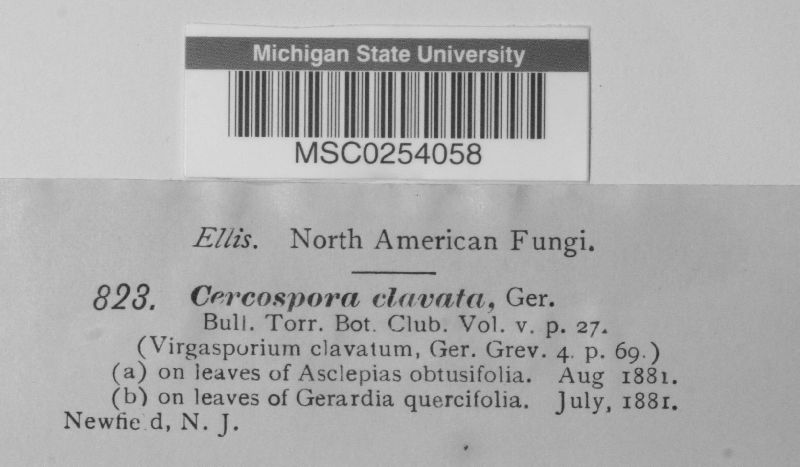 Michigan State University
MSC0254058
Ellis. North American Fungi.
823. Cercospora clavata, Ger.
Bull. Torr. Bot. Club. Vol. v. p. 27.
(Virgasporium clavatum, Ger. Grev. 4. p. 69.)
(a) on leaves of Asclepias obtusifolia. Aug 1881.
(b) on leaves of Gerardia quercifolia. July, 1881.
Newfield, N. J.